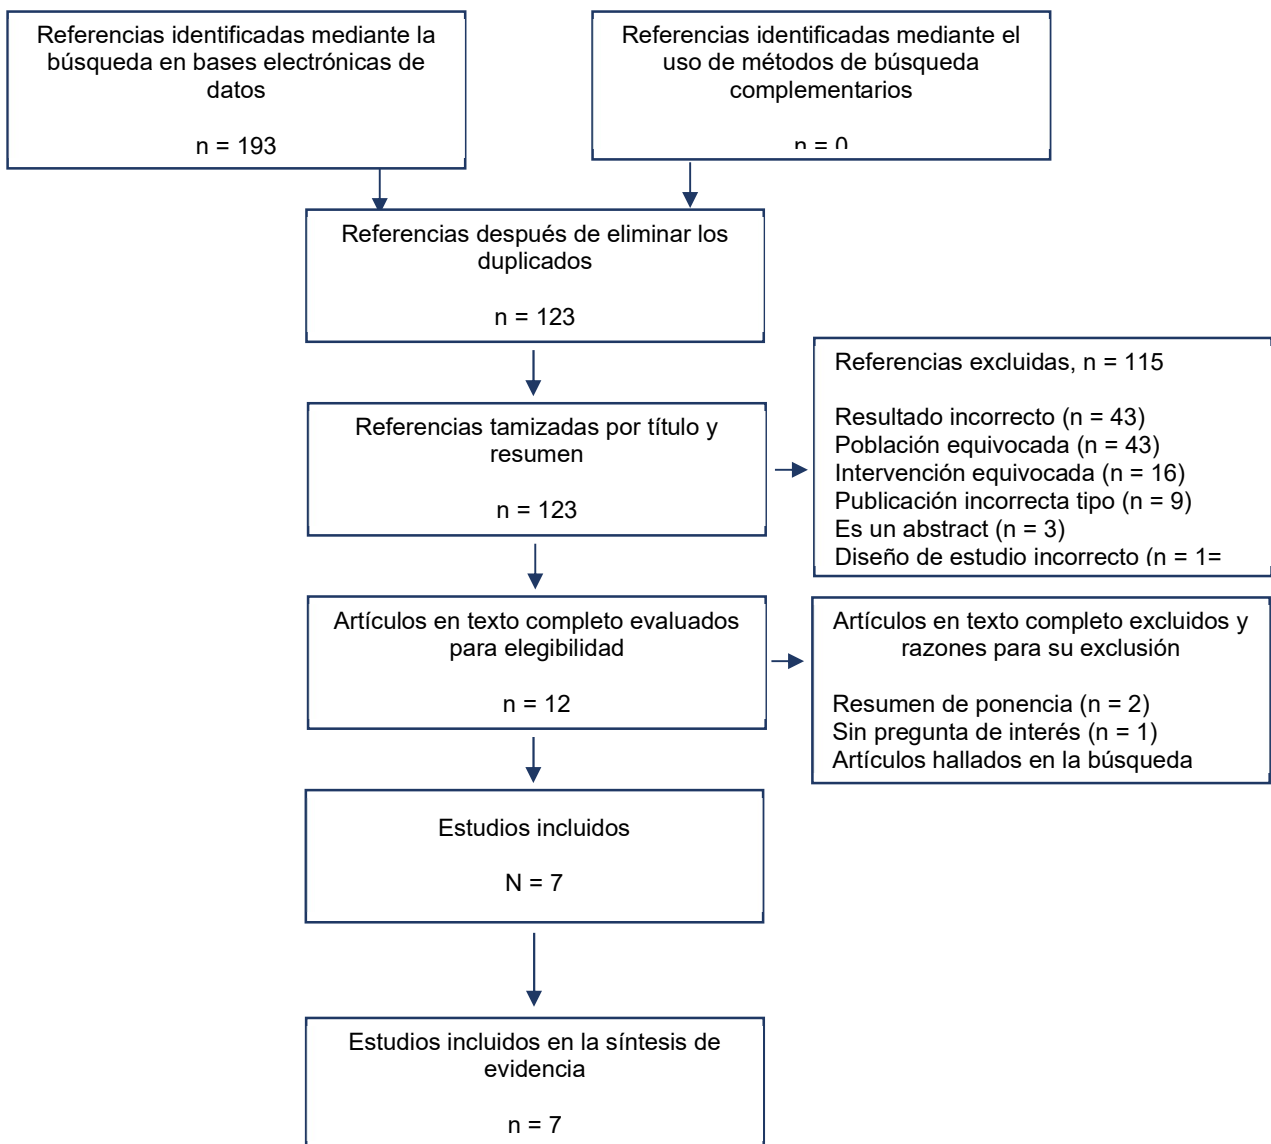 Referencias identificadas mediante la
búsqueda en bases electrónicas de
datos
n = 193
Referencias identificadas mediante el
uso de métodos de búsqueda
complementarios
n = 0
Referencias después de eliminar los
duplicados
n = 123
Referencias tamizadas por título y
resumen
n = 123
Referencias excluidas, n = 115
Resultado incorrecto (n = 43)
Población equivocada (n = 43)
Intervención equivocada (n = 16)
Publicación incorrecta tipo (n = 9)
Es un abstract (n = 3)
Diseño de estudio incorrecto (n = 1=
Artículos en texto completo evaluados
para elegibilidad
n = 12
Artículos en texto completo excluidos y
razones para su exclusión
Resumen de ponencia (n = 2)
Sin pregunta de interés (n = 1)
Artículos hallados en la búsqueda
Estudios incluidos
N = 7
Estudios incluidos en la síntesis de
evidencia
n = 7